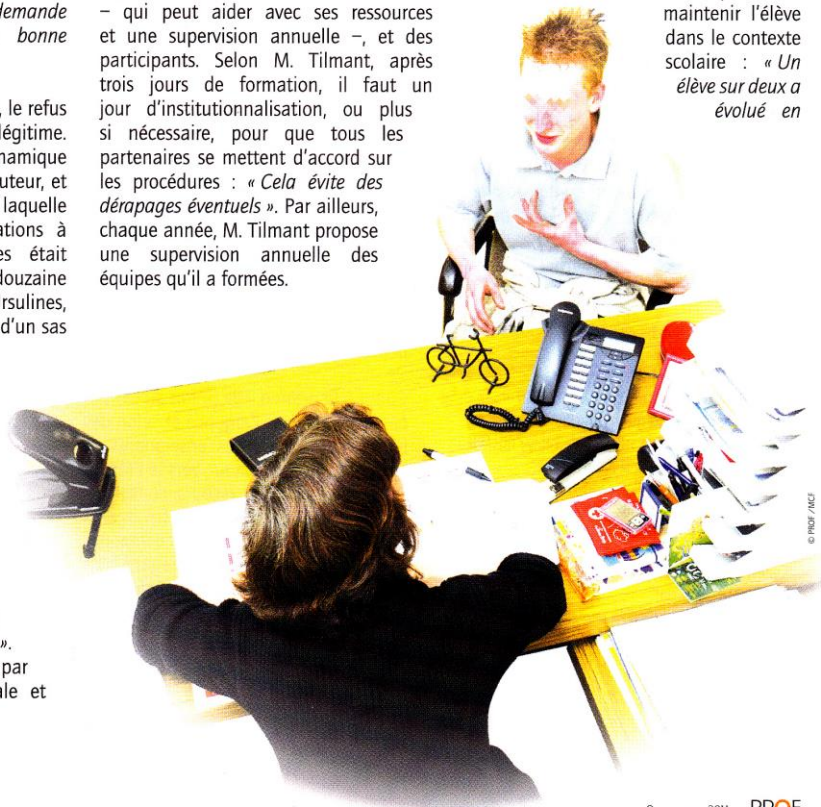 demande
bonne
, le refus
légitime.
namique
uteur, et
laquelle
ations à
es était
douzaine
rsulines,
d'un sas
».
par
ale et
– qui peut aider avec ses ressources
et une supervision annuelle –, et des
participants. Selon M. Tilmant, après
trois jours de formation, il faut un
jour d'institutionnalisation, ou plus
si nécessaire, pour que tous les
partenaires se mettent d'accord sur
les procédures : « Cela évite des
dérapages éventuels ». Par ailleurs,
chaque année, M. Tilmant propose
une supervision annuelle des
équipes qu'il a formées.
maintenir l'élève
dans le contexte
scolaire : « Un
élève sur deux a
évolué en
© PROF /MCF
PROF